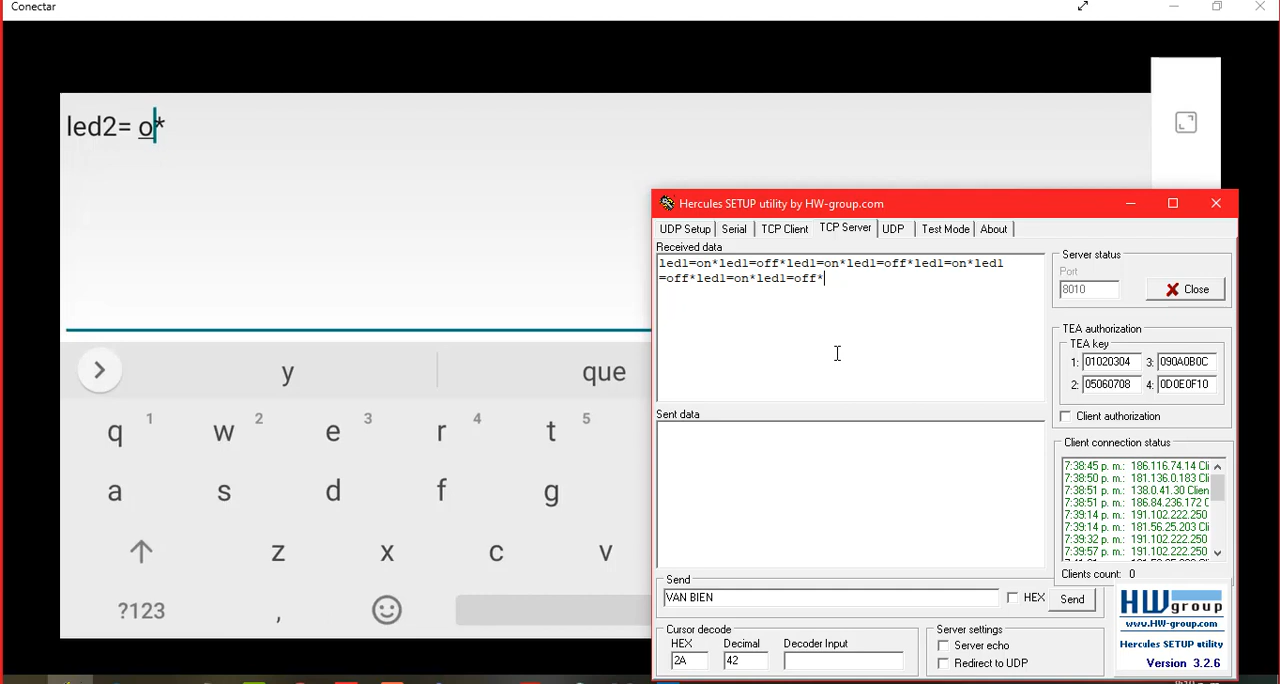 Conectar
led2= o*
y
que
q 1 w 2 e 3 r 4 t 5
a s d f g
z x c v
?123 ,
Hercules SETUP utility by HW-group.com
UDP Setup Serial TCP Client TCP Server UDP Test Mode About
Received data
led1=on*led1=off*led1=on*led1=off*led1=on*led1
=off*led1=on*led1=off*
Sent data
Server status
Port
8010 Close
TEA authorization
TEA key
1: 01020304 3: 090A0B0C
2: 05060708 4: 0D0E0F10
Client authorization
Client connection status
7:38:45 p. m.: 186.116.74.14 Cli
7:38:50 p. m.: 181.136.0.183 Cli
7:38:51 p. m.: 138.0.41.30 Clien
7:38:51 p. m.: 186.84.236.172 C
7:39:14 p. m.: 191.102.222.250
7:39:14 p. m.: 181.56.25.203 Cli
7:39:32 p. m.: 191.102.222.250
7:39:57 p. m.: 191.102.222.250
Clients count: 0
Send
VAN BIEN HEX Send
Cursor decode
HEX Decimal Decoder Input
2A 42
Server settings
Server echo
Redirect to UDP
HW group
www.HW-group.com
Hercules SETUP utility
Version 3.2.6